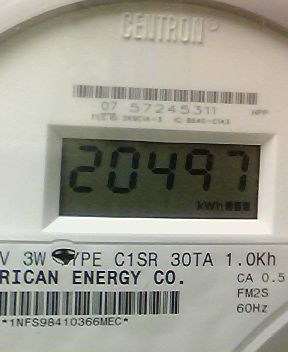 CENTRON®
07 57245311 HPP
20497
kWh
V 3W TYPE C1SR 30TA 1.0Kh
RICAN ENERGY CO. CA 0.5
FM2S
60Hz
*1NFS98410366MEC*